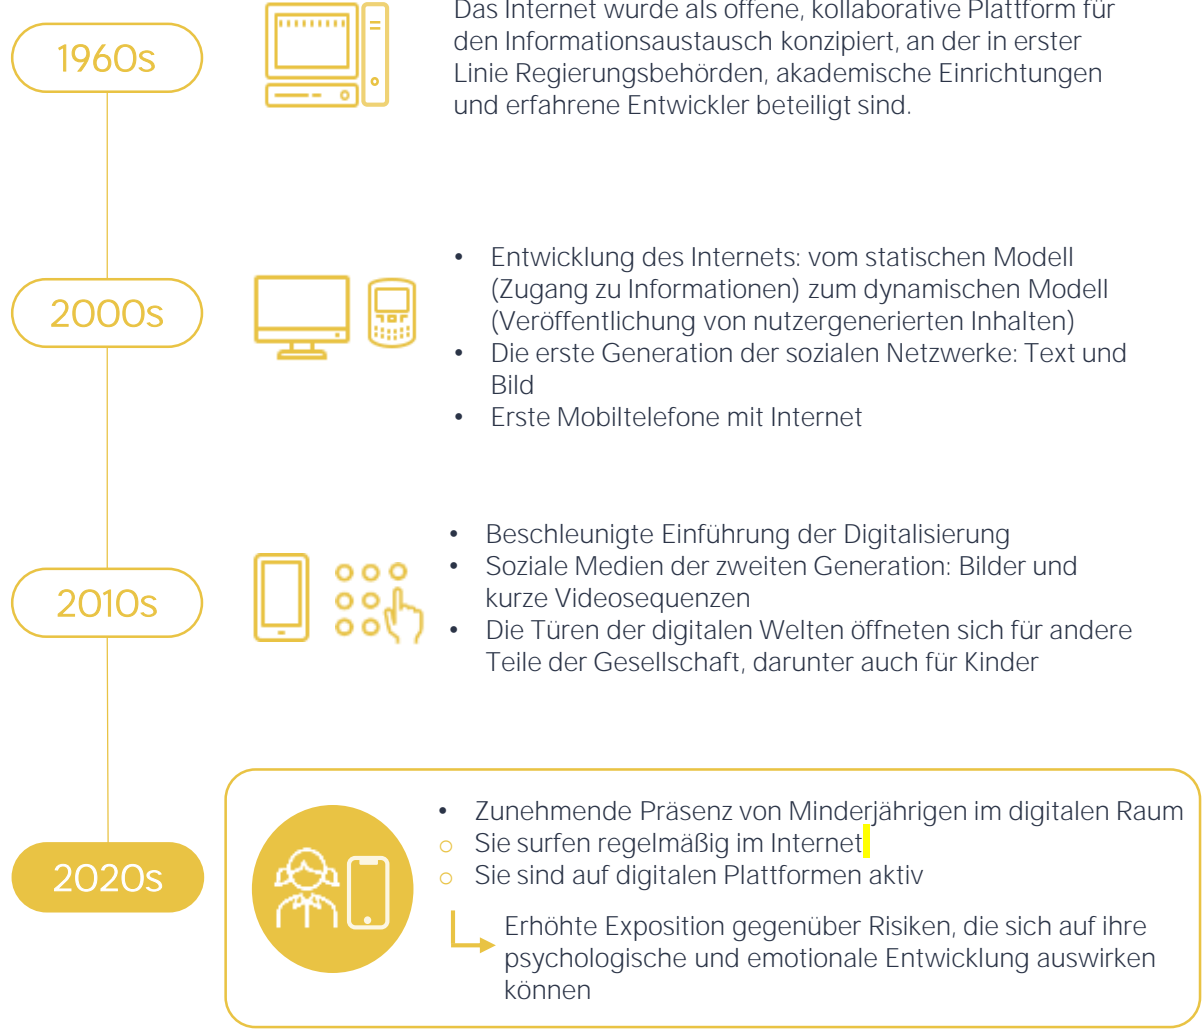 1960s
Das Internet wurde als offene, kollaborative Plattform für
den Informationsaustausch konzipiert, an der in erster
Linie Regierungsbehörden, akademische Einrichtungen
und erfahrene Entwickler beteiligt sind.
2000s
• Entwicklung des Internets: vom statischen Modell
(Zugang zu Informationen) zum dynamischen Modell
(Veröffentlichung von nutzergenerierten Inhalten)
• Die erste Generation der sozialen Netzwerke: Text und
Bild
• Erste Mobiltelefone mit Internet
2010s
• Beschleunigte Einführung der Digitalisierung
• Soziale Medien der zweiten Generation: Bilder und
kurze Videosequenzen
• Die Türen der digitalen Welten öffneten sich für andere
Teile der Gesellschaft, darunter auch für Kinder
2020s
• Zunehmende Präsenz von Minderjährigen im digitalen Raum
o Sie surfen regelmäßig im Internet
o Sie sind auf digitalen Plattformen aktiv
Erhöhte Exposition gegenüber Risiken, die sich auf ihre
psychologische und emotionale Entwicklung auswirken
können